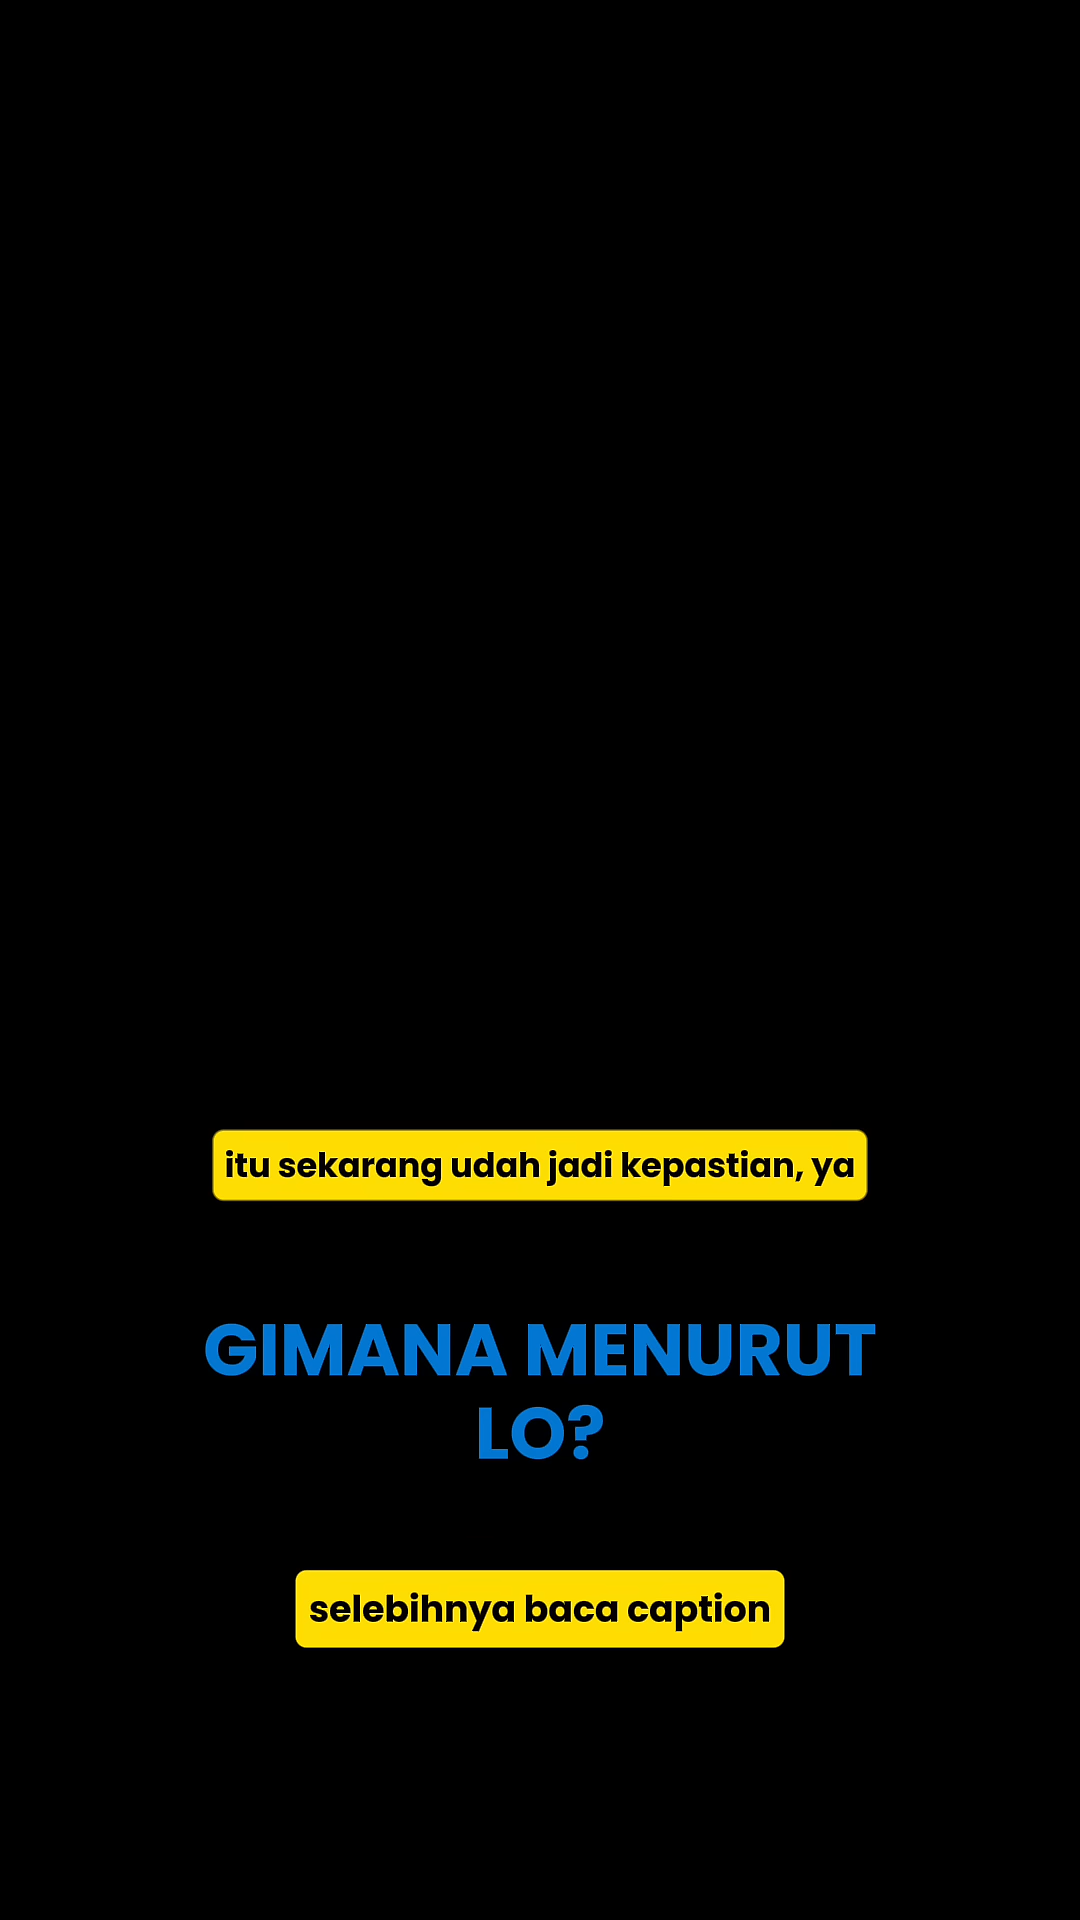 itu sekarang udah jadi kepastian, ya
GIMANA MENURUT
LO?
selebihnya baca caption